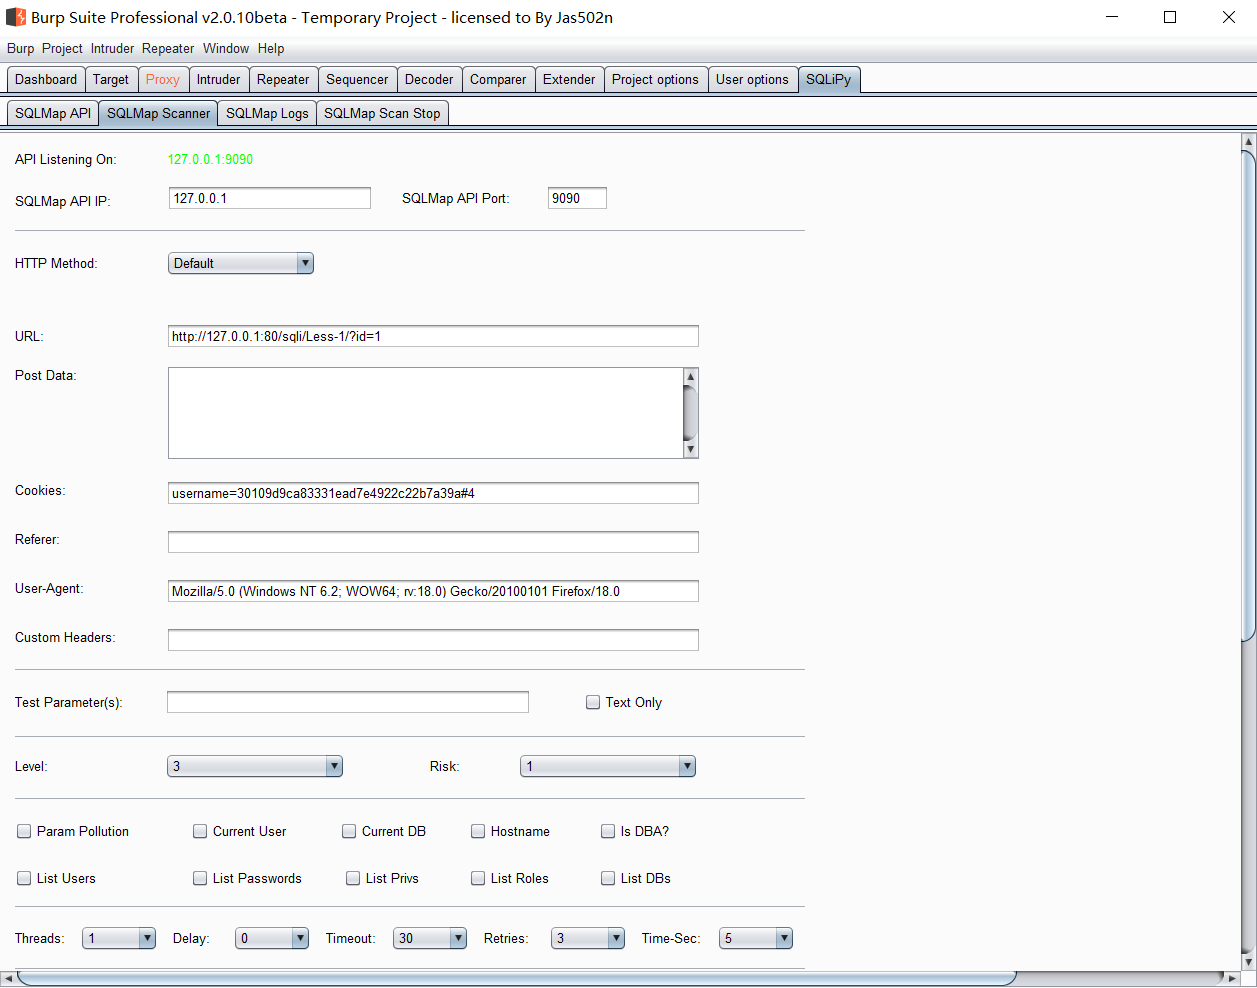 Burp Suite Professional v2.0.10beta - Temporary Project - licensed to By Jas502n
Burp Project Intruder Repeater Window Help
Dashboard Target Proxy Intruder Repeater Sequencer Decoder Comparer Extender Project options User options SQLiPy
SQLMap API SQLMap Scanner SQLMap Logs SQLMap Scan Stop
API Listening On: 127.0.0.1:9090
SQLMap API IP: 127.0.0.1 SQLMap API Port: 9090
HTTP Method: Default
URL: http://127.0.0.1:80/sqli/Less-1/?id=1
Post Data:
Cookies: username=30109d9ca83331ead7e4922c22b7a39a#4
Referer:
User-Agent: Mozilla/5.0 (Windows NT 6.2; WOW64; rv:18.0) Gecko/20100101 Firefox/18.0
Custom Headers:
Test Parameter(s): Text Only
Level: 3 Risk: 1
Param Pollution Current User Current DB Hostname Is DBA?
List Users List Passwords List Privs List Roles List DBs
Threads: 1 Delay: 0 Timeout: 30 Retries: 3 Time-Sec: 5